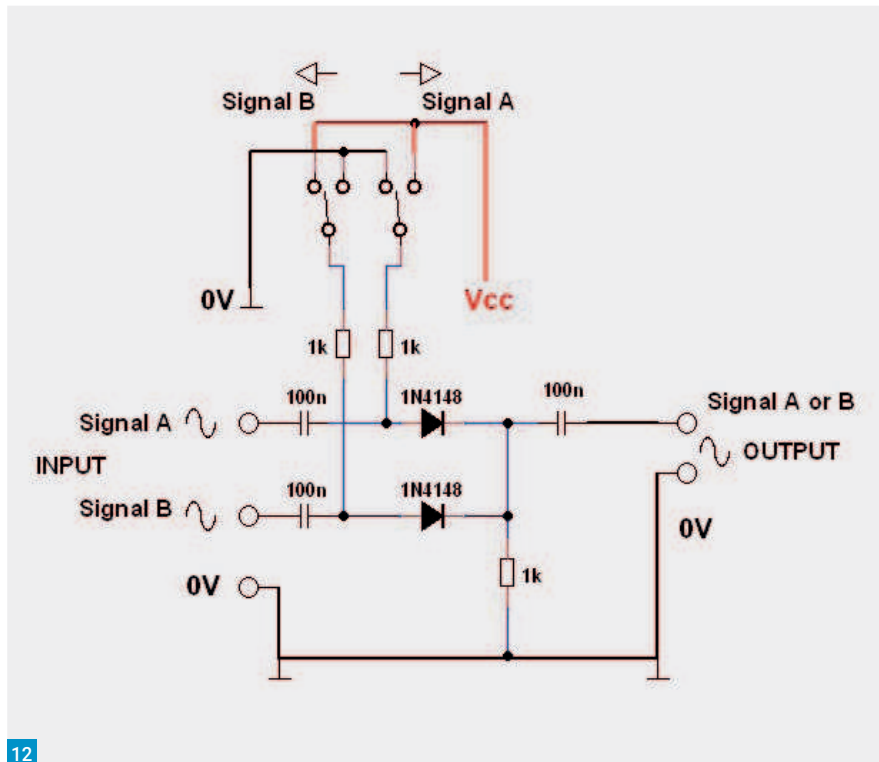 Signal B
Signal A
0V
Vcc
1k
1k
100n
1N4148
100n
Signal A
Signal A or B
INPUT
OUTPUT
100n
1N4148
Signal B
0V
1k
0V
12